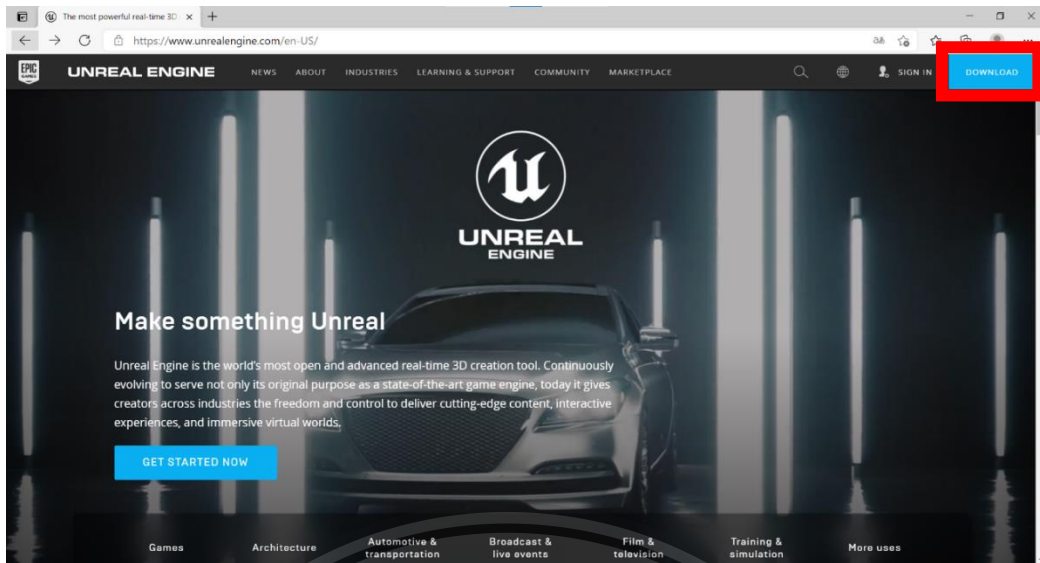 The most powerful real-time 3D
https://www.unrealengine.com/en-US/
EPIC GAMES
UNREAL ENGINE NEWS ABOUT INDUSTRIES LEARNING & SUPPORT COMMUNITY MARKETPLACE SIGN IN DOWNLOAD
UNREAL
ENGINE
Make something Unreal
Unreal Engine is the world's most open and advanced real-time 3D creation tool. Continuously
evolving to serve not only its original purpose as a state-of-the-art game engine, today it gives
creators across industries the freedom and control to deliver cutting-edge content, interactive
experiences, and immersive virtual worlds.
GET STARTED NOW
Games
Architecture
Automotive &
transportation
Broadcast &
live events
Film &
television
Training &
simulation
More uses